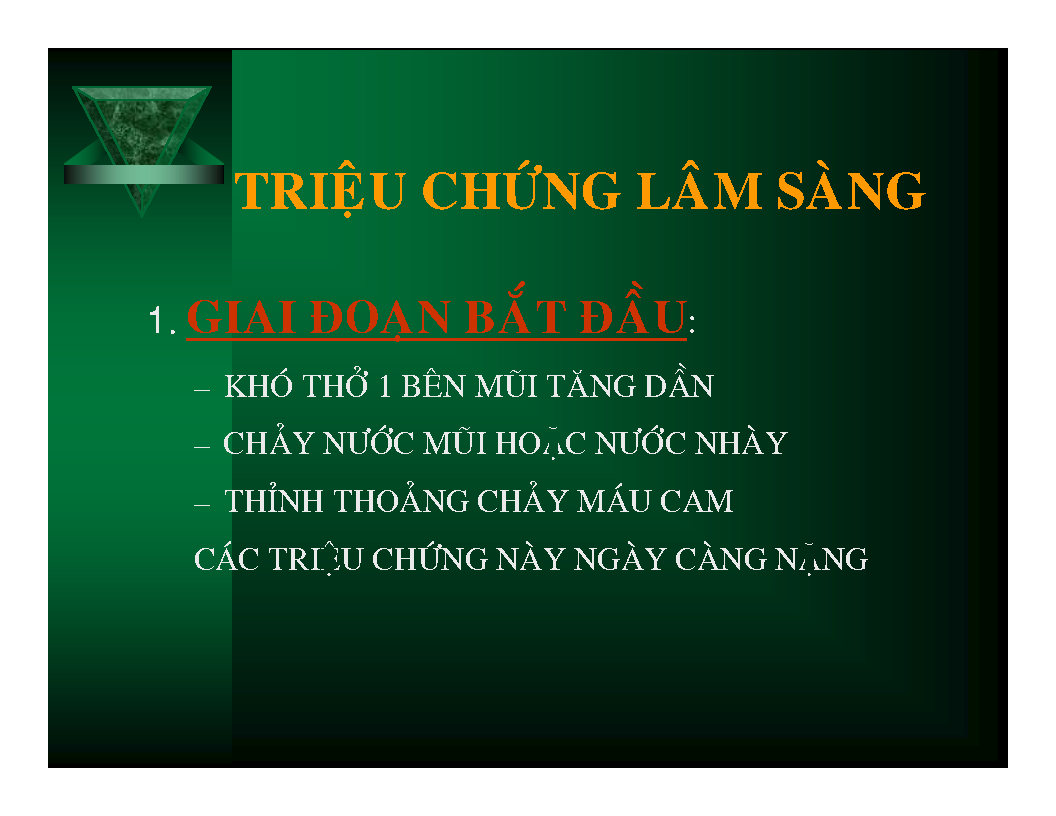 TRIỆU CHỨNG LÂM SÀNG
1. GIAI ĐOẠN BẮT ĐẦU:
– KHÓ THỞ 1 BÊN MŨI TĂNG DẦN
– CHẢY NƯỚC MŨI HOẶC NƯỚC NHÀY
– THỈNH THOẢNG CHẢY MÁU CAM
CÁC TRIỆU CHỨNG NÀY NGÀY CÀNG NẶNG